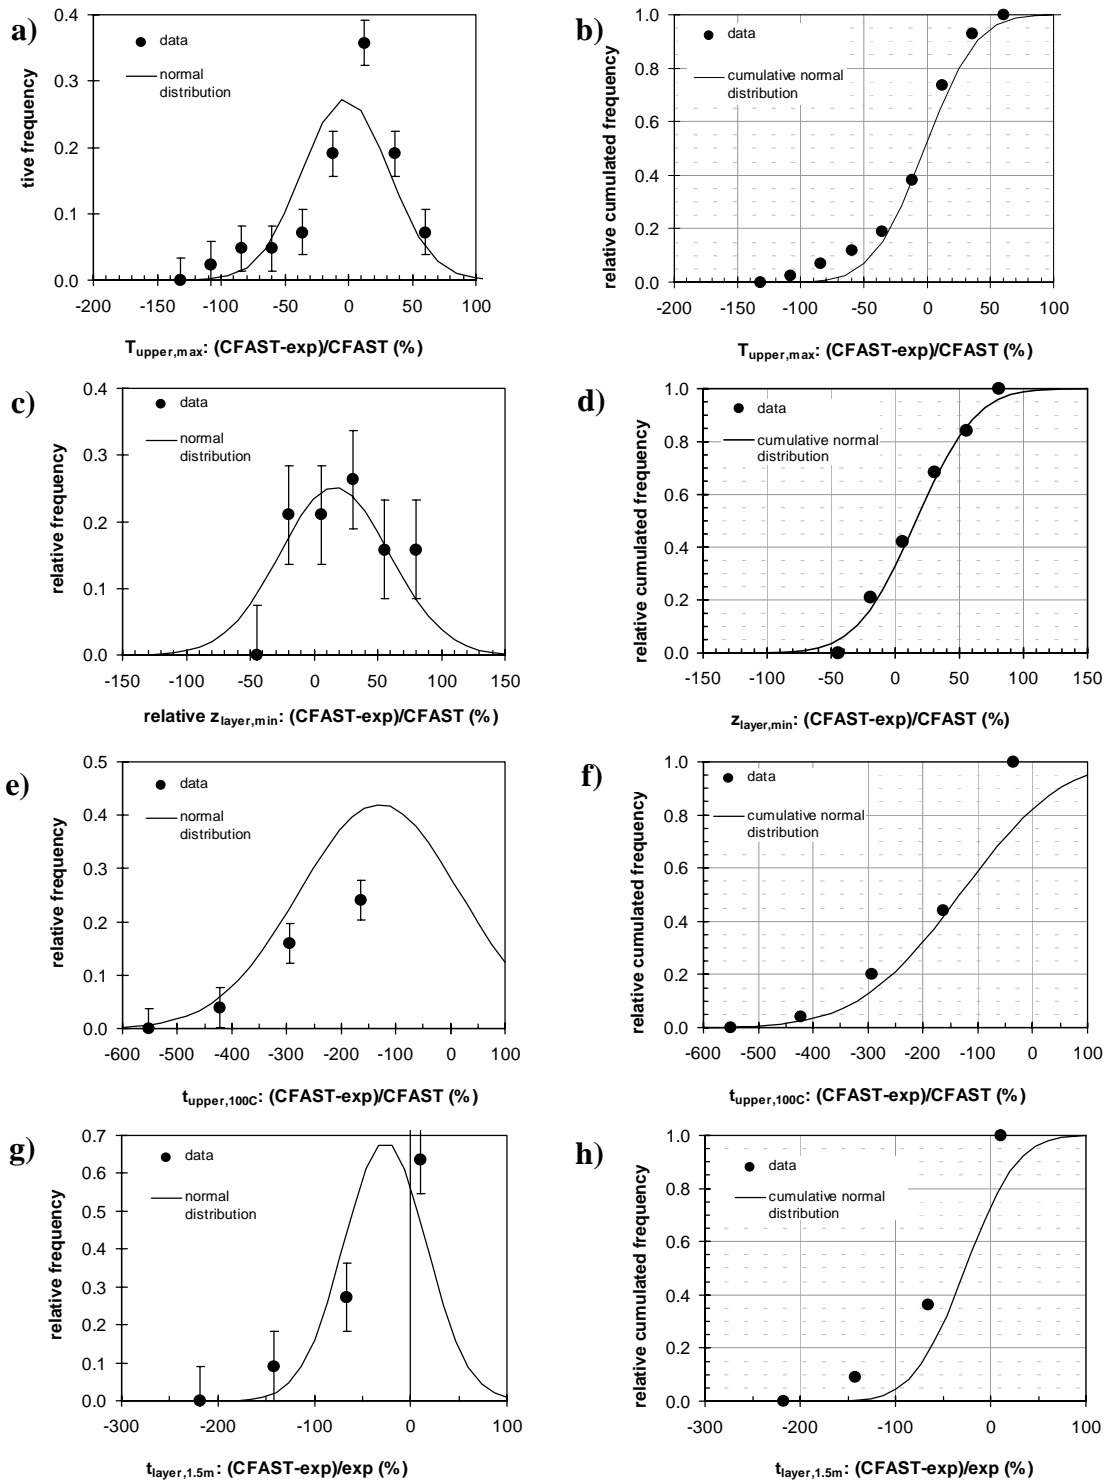 a)
0.4
0.3
0.2
0.1
0.0
tive frequency
data
normal
distribution
-200 -150 -100 -50 0 50 100
T upper,max: (CFAST-exp)/CFAST (%)
b)
1.0
0.8
0.6
0.4
0.2
0.0
relative cumulated frequency
data
cumulative normal
distribution
-200 -150 -100 -50 0 50 100
T upper,max: (CFAST-exp)/CFAST (%)
c)
0.4
0.3
0.2
0.1
0.0
relative frequency
data
normal
distribution
-150 -100 -50 0 50 100 150
relative z layer,min: (CFAST-exp)/CFAST (%)
d)
1.0
0.8
0.6
0.4
0.2
0.0
relative cumulated frequency
data
cumulative normal
distribution
-150 -100 -50 0 50 100 150
z layer,min: (CFAST-exp)/CFAST (%)
e)
0.5
0.4
0.3
0.2
0.1
0.0
relative frequency
data
normal
distribution
-600 -500 -400 -300 -200 -100 0 100
t upper,100C: (CFAST-exp)/CFAST (%)
f)
1.0
0.8
0.6
0.4
0.2
0.0
relative cumulated frequency
data
cumulative normal
distribution
-600 -500 -400 -300 -200 -100 0 100
t upper,100C: (CFAST-exp)/CFAST (%)
g)
0.7
0.6
0.5
0.4
0.3
0.2
0.1
0.0
relative frequency
data
normal
distribution
-300 -200 -100 0 100
t layer,1.5m: (CFAST-exp)/exp (%)
h)
1.0
0.8
0.6
0.4
0.2
0.0
relative cumulated frequency
data
cumulative normal
distribution
-300 -200 -100 0 100
t layer,1.5m: (CFAST-exp)/exp (%)